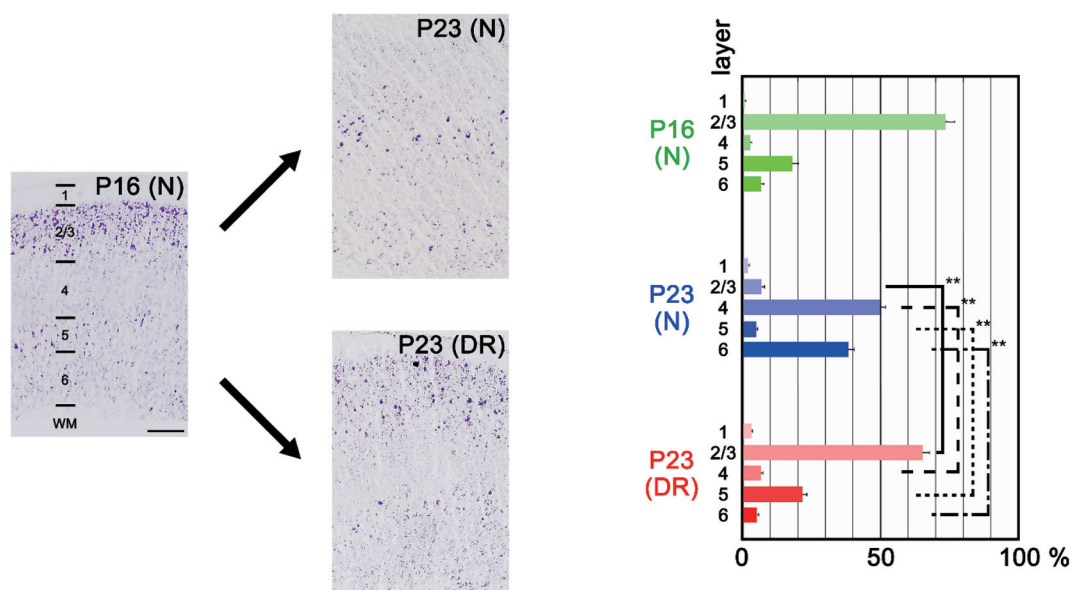 P16 (N)
1
2/3
4
5
6
WM
P23 (N)
P23 (DR)
layer
P16
(N)
1
2/3
4
5
6
P23
(N)
1
2/3
4
5
6
**
**
**
**
P23
(DR)
1
2/3
4
5
6
0
50
100 %